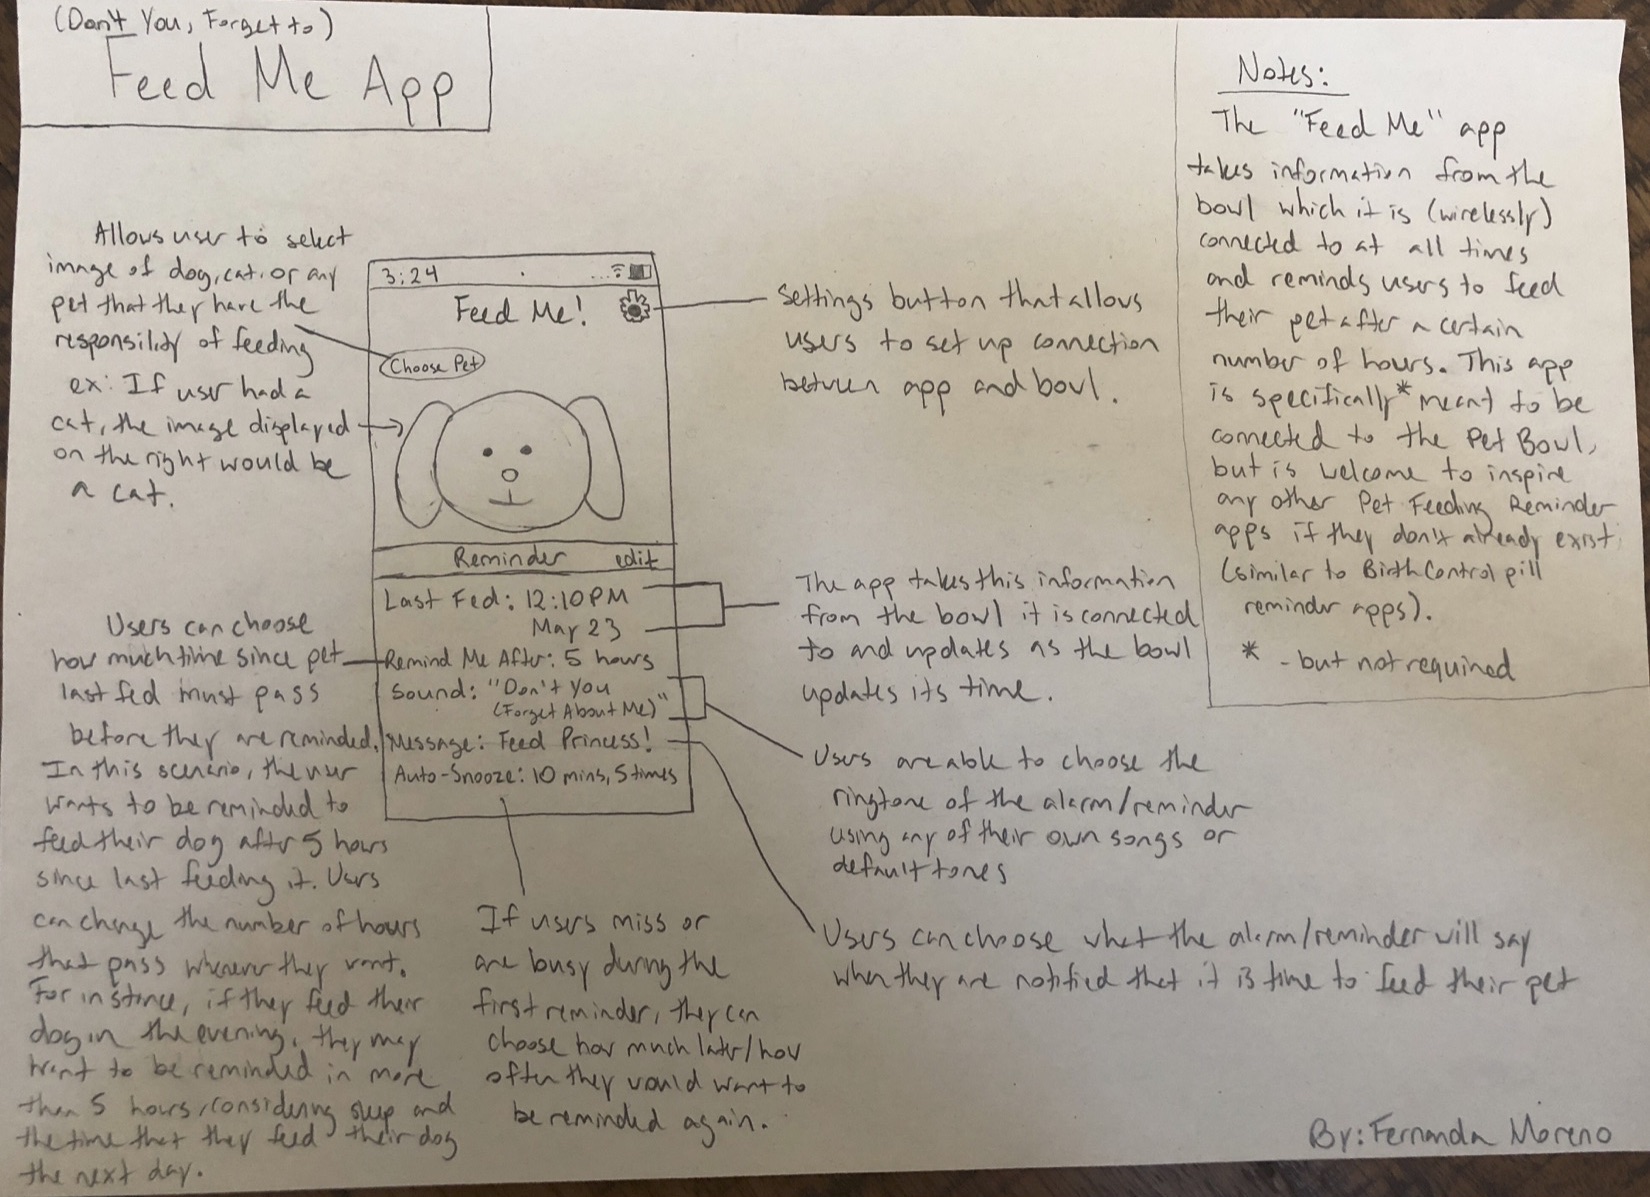 (Don't You, Forget to)
Feed Me App
Allows user to select
image of dog, cat, or any
pet that they have the
responsility of feeding
ex: If user had a
cat, the image displayed
on the right would be
a cat.
Users can choose
how much time since pet
last fed must pass
before they are reminded.
In this scenario, the user
wants to be reminded to
feed their dog after 5 hours
since last feeding it. Users
can change the number of hours
that pass whenever they want.
For instance, if they feed their
dog in the evening, they may
want to be reminded in more
than 5 hours, considering sleep and
the time that they feed their dog
the next day.
3:24
Feed Me!
Choose Pet
Reminder edit
Last Fed: 12:10 PM
May 23
Remind Me After: 5 hours
Sound: "Don't You
(Forget About Me)"
Message: Feed Princess!
Auto-Snooze: 10 mins, 5 times
If users miss or
are busy during the
first reminder, they can
choose how much later/how
often they would want to
be reminded again.
Settings button that allows
users to set up connection
between app and bowl.
The app takes this information
from the bowl it is connected
to and updates as the bowl
updates its time.
Users are able to choose the
ringtone of the alarm/reminder
using any of their own songs or
default tones
Users can choose what the alarm/reminder will say
when they are notified that it is time to feed their pet
Notes:
The "Feed Me" app
takes information from the
bowl which it is (wirelessly)
connected to at all times
and reminds users to feed
their pet after a certain
number of hours. This app
is specifically* meant to be
connected to the Pet Bowl,
but is welcome to inspire
any other Pet Feeding Reminder
apps if they don't already exist
(similar to Birth Control pill
reminder apps).
* - but not required
By: Fernanda Moreno